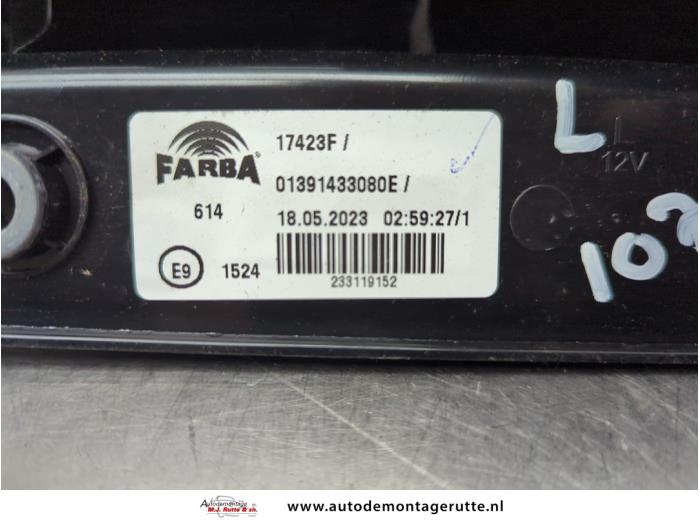 FARBA
17423F /
01391433080E /
614
18.05.2023 02:59:27/1
E9
1524
233119152
L
12V
Autodemontage
M.J. Rutte & zn.
www.autodemontagerutte.nl